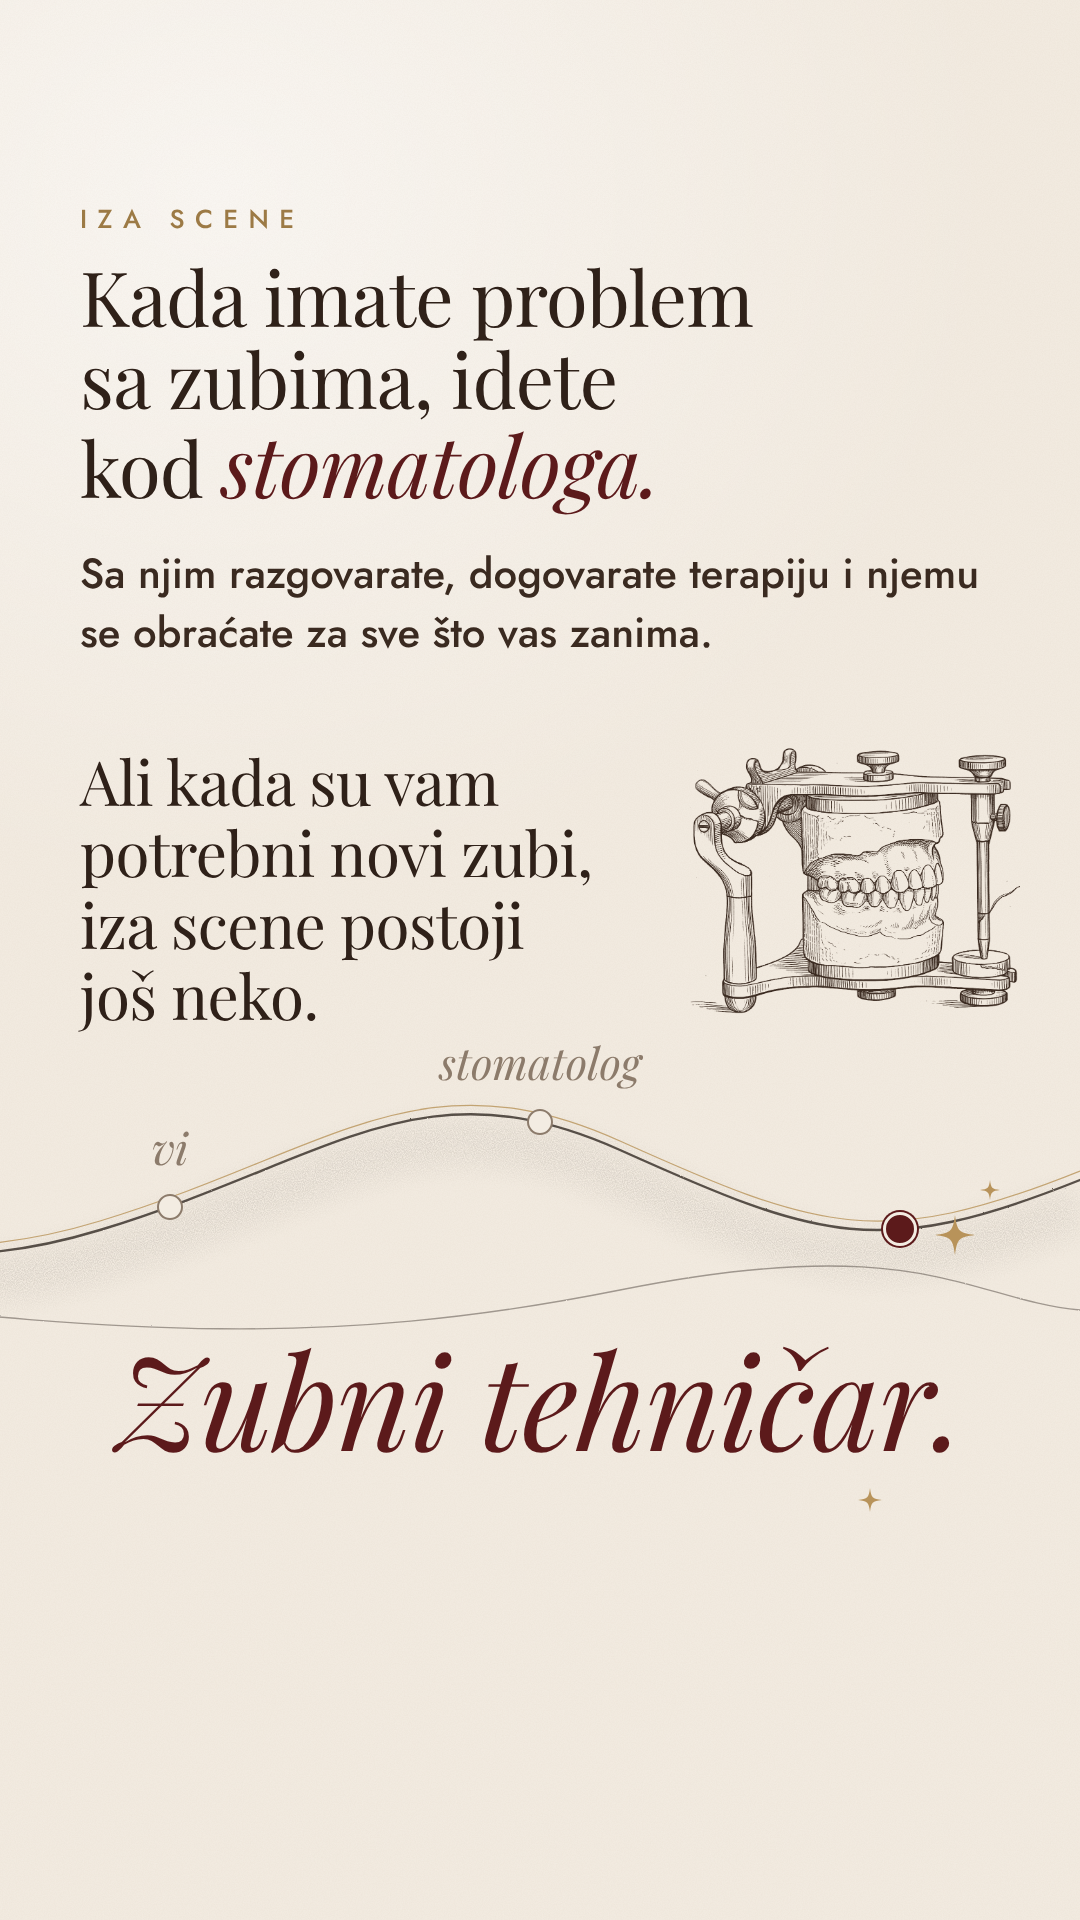 IZA SCENE
Kada imate problem
sa zubima, idete
kod stomatologa.
Sa njim razgovarate, dogovarate terapiju i njemu
se obraćate za sve što vas zanima.
Ali kada su vam
potrebni novi zubi,
iza scene postoji
još neko.
stomatolog
vi
Zubni tehničar.